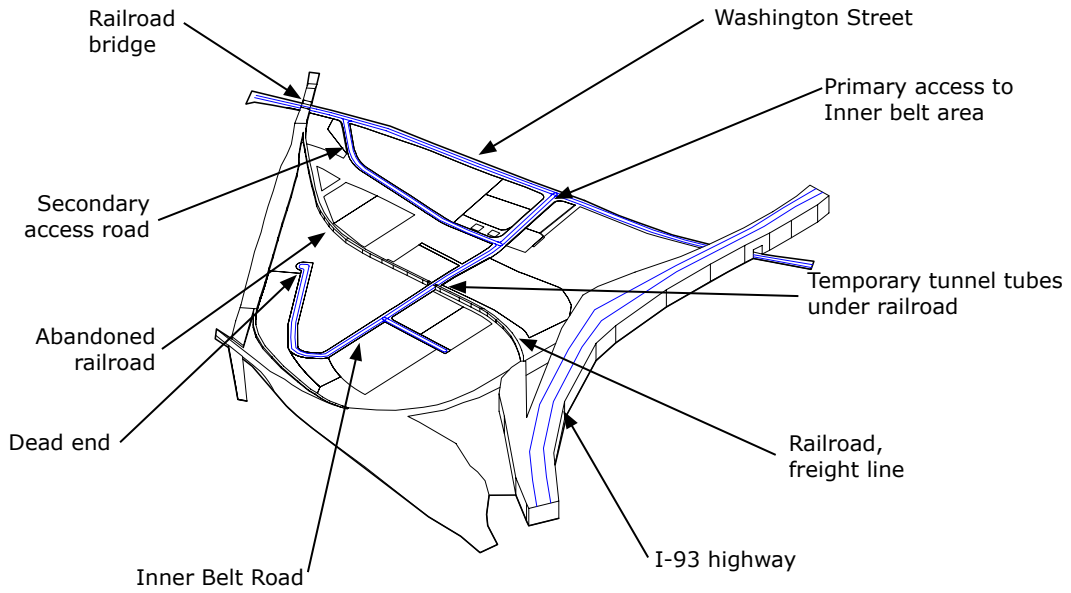 Railroad
bridge
Washington Street
Primary access to
Inner belt area
Secondary
access road
Temporary tunnel tubes
under railroad
Abandoned
railroad
Dead end
Railroad,
freight line
I-93 highway
Inner Belt Road